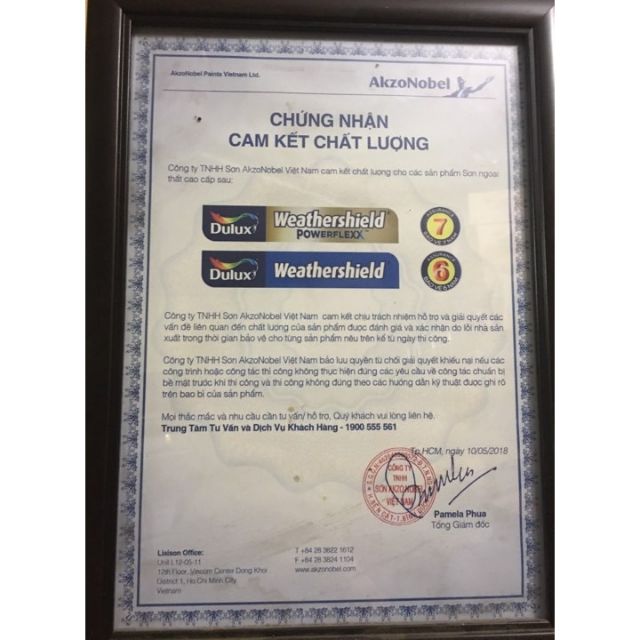 AkzoNobel Paints Vietnam Ltd.
AkzoNobel
CHỨNG NHẬN
CAM KẾT CHẤT LƯỢNG
Công ty TNHH Sơn AkzoNobel Việt Nam cam kết chất lượng cho các sản phẩm Sơn ngoại
thất cao cấp sau:
Dulux Weathershield POWERFLEXX 7
Dulux Weathershield 6
Công ty TNHH Sơn AkzoNobel Việt Nam cam kết chịu trách nhiệm hỗ trợ và giải quyết các
vấn đề liên quan đến chất lượng của sản phẩm được đánh giá và xác nhận do lỗi nhà sản
xuất trong thời gian bảo vệ cho từng sản phẩm nêu trên kể từ ngày thi công.
Công ty TNHH Sơn AkzoNobel Việt Nam bảo lưu quyền từ chối giải quyết khiếu nại nếu các
công trình hoặc công tác thi công không thực hiện đúng các yêu cầu về công tác chuẩn bị
bề mặt trước khi thi công và thi công không đúng theo các hướng dẫn kỹ thuật được ghi rõ
trên bao bì của sản phẩm.
Mọi thắc mắc và nhu cầu cần tư vấn/ hỗ trợ, Quý khách vui lòng liên hệ.
Trung Tâm Tư Vấn và Dịch Vụ Khách Hàng - 1900 555 561
Tp.HCM, ngày 10/05/2018
CÔNG TY
TNHH
SƠN AKZO NOBEL
VIỆT NAM
Pamela Phua
Tổng Giám đốc
Liaison Office:
Unit L12-05-11
12th Floor, Vincom Center Dong Khoi
District 1, Ho Chi Minh City
Vietnam
T +84 28 3822 1612
F +84 28 3824 1104
www.akzonobel.com